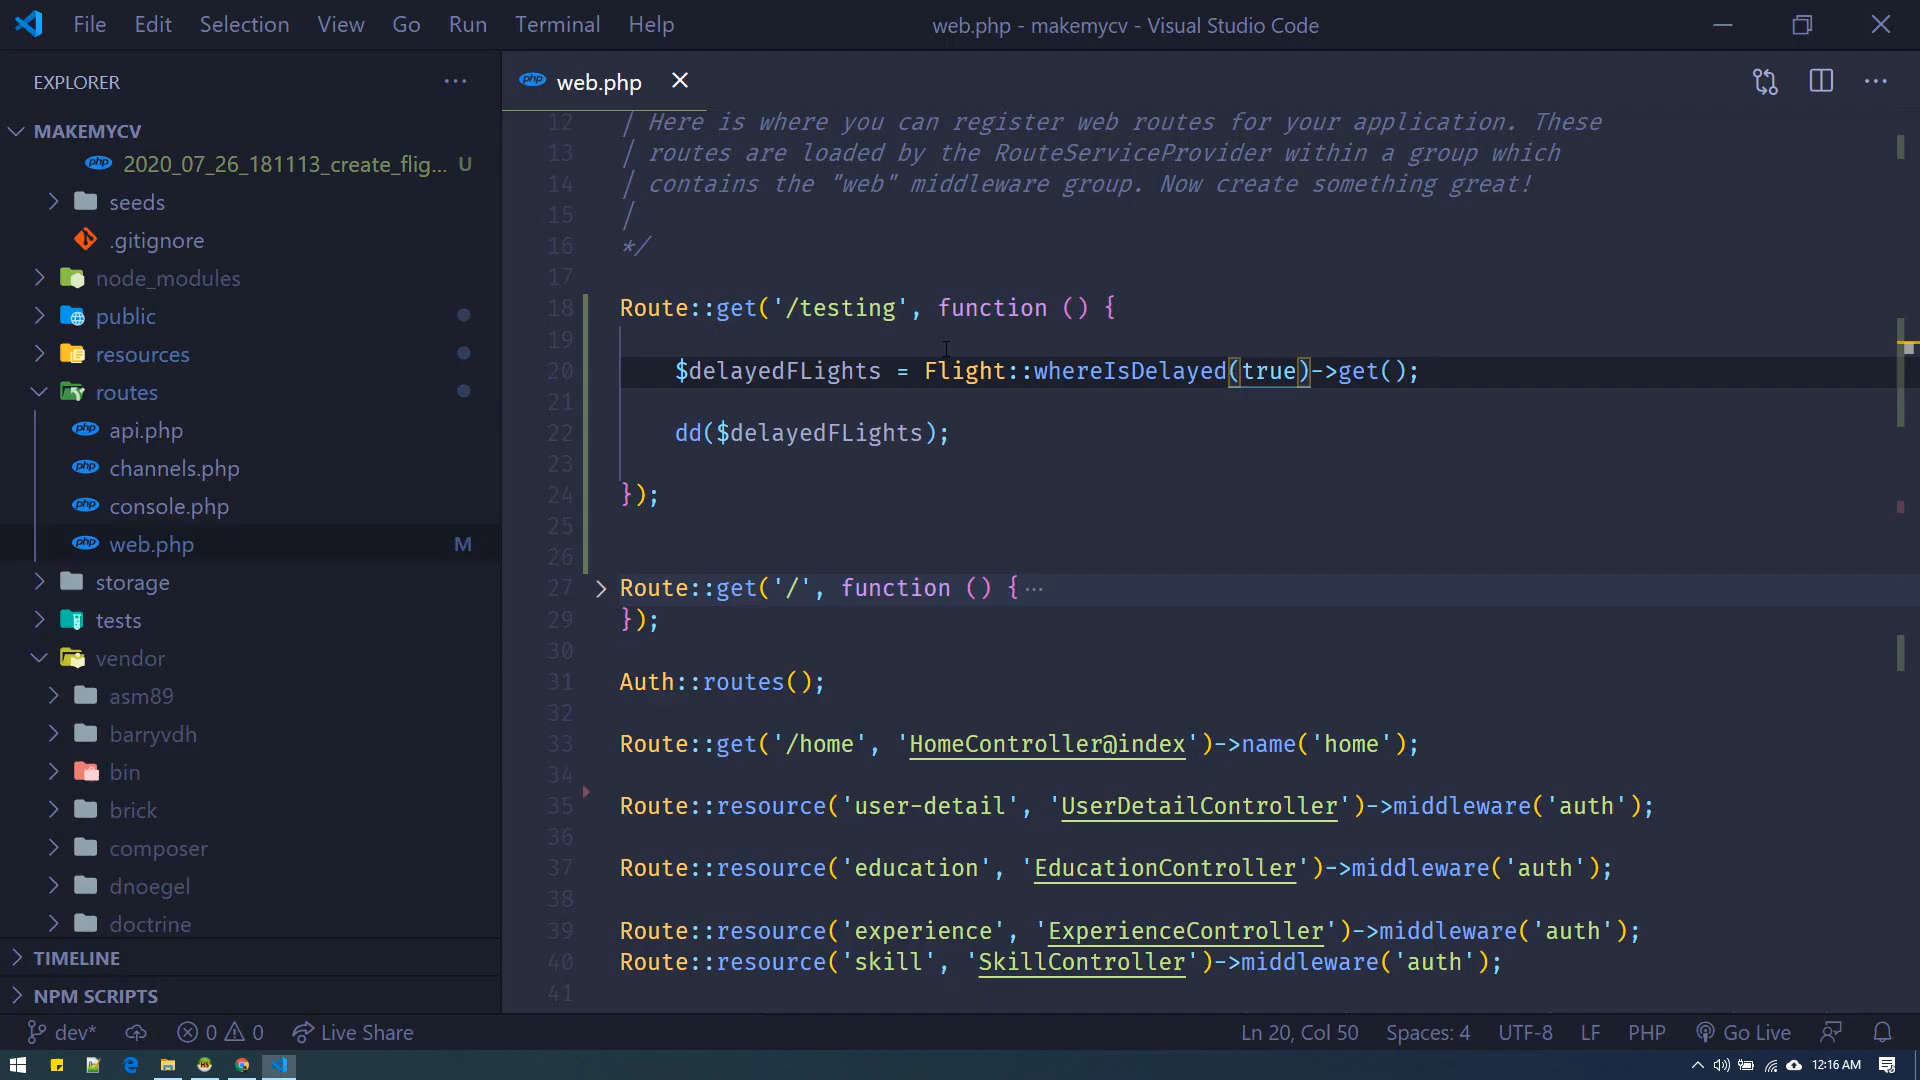 File Edit Selection View Go Run Terminal Help
web.php - makemycv - Visual Studio Code
EXPLORER
MAKEMYCV
php 2020_07_26_181113_create_flig... U
seeds
.gitignore
node_modules
public
resources
routes
php api.php
php channels.php
php console.php
php web.php M
storage
tests
vendor
asm89
barryvdh
bin
brick
composer
dnoegel
doctrine
TIMELINE
NPM SCRIPTS
php web.php
12 | Here is where you can register web routes for your application. These
13 | routes are loaded by the RouteServiceProvider within a group which
14 | contains the "web" middleware group. Now create something great!
15 |
16 */
17
18 Route::get('/testing', function () {
19
20 $delayedFLights = Flight::whereIsDelayed(true)->get();
21
22 dd($delayedFLights);
23
24 });
25
26
27 Route::get('/', function () { ...
29 });
30
31 Auth::routes();
32
33 Route::get('/home', 'HomeController@index')->name('home');
34
35 Route::resource('user-detail', 'UserDetailController')->middleware('auth');
36
37 Route::resource('education', 'EducationController')->middleware('auth');
38
39 Route::resource('experience', 'ExperienceController')->middleware('auth');
40 Route::resource('skill', 'SkillController')->middleware('auth');
41
dev* 0 0 Live Share
Ln 20, Col 50 Spaces: 4 UTF-8 LF PHP Go Live
12:16 AM